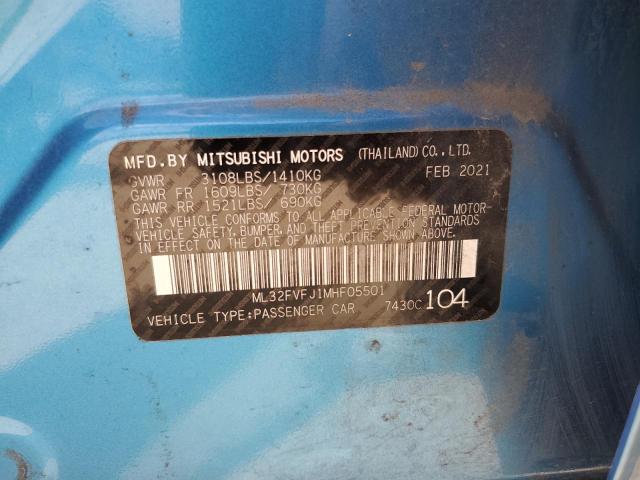 MFD.BY MITSUBISHI MOTORS (THAILAND)CO.,LTD.
GVWR 3108LBS/1410KG FEB 2021
GAWR FR 1609LBS/ 730KG
GAWR RR 1521LBS/ 690KG
THIS VEHICLE CONFORMS TO ALL APPLICABLE FEDERAL MOTOR-
VEHICLE SAFETY, BUMPER, AND THEFT PREVENTION STANDARDS
IN EFFECT ON THE DATE OF MANUFACTURE SHOWN ABOVE.
ML32FVFJ1MHF05501
VEHICLE TYPE:PASSENGER CAR 7430C 104